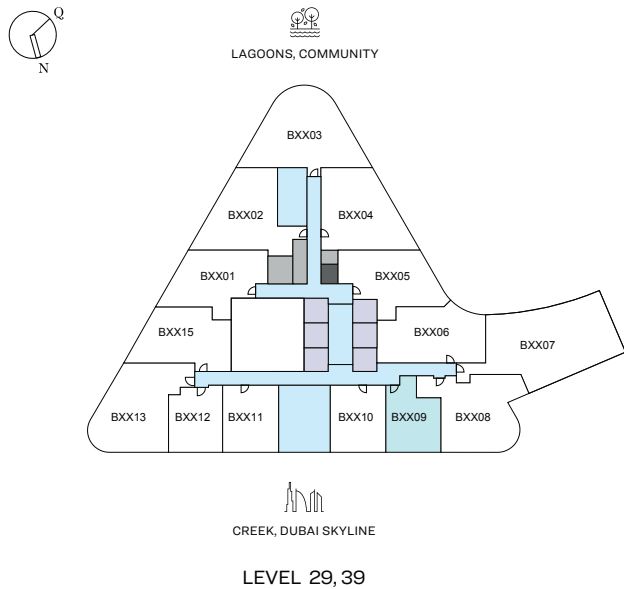 Q
N
LAGOONS, COMMUNITY
BXX03
BXX02 BXX04
BXX01 BXX05
BXX15 BXX06 BXX07
BXX13 BXX12 BXX11 BXX10 BXX09 BXX08
CREEK, DUBAI SKYLINE
LEVEL 29, 39